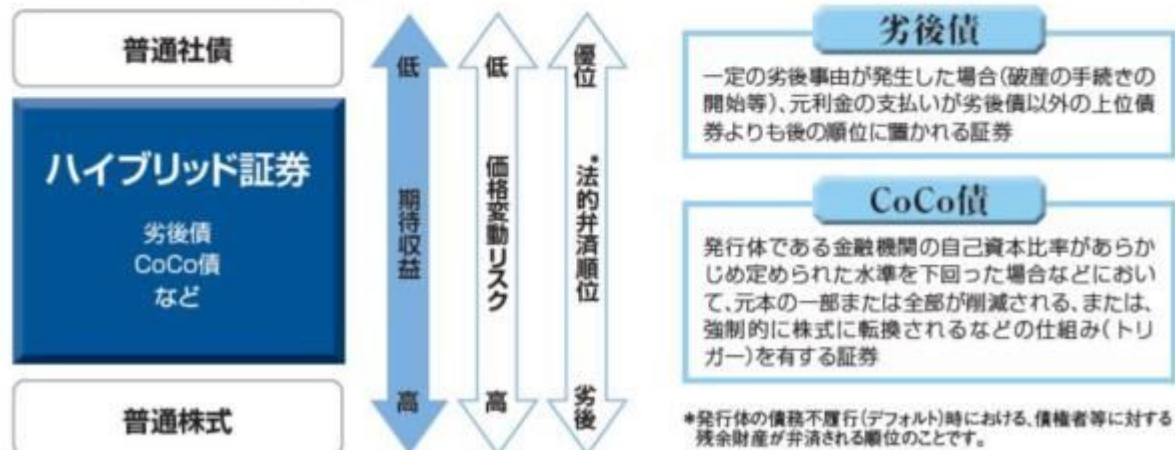 普通社債
ハイブリッド証券
劣後債
CoCo債
など
普通株式
低
期待収益
高
低
価格変動リスク
高
優位
*法的弁済順位
劣後
劣後債
一定の劣後事由が発生した場合(破産の手続きの
開始等)、元利金の支払いが劣後債以外の上位債
券よりも後の順位に置かれる証券
CoCo債
発行体である金融機関の自己資本比率があらか
じめ定められた水準を下回った場合などにおい
て、元本の一部または全部が削減される、または、
強制的に株式に転換されるなどの仕組み(トリ
ガー)を有する証券
*発行体の債務不履行(デフォルト)時における、債権者等に対する
残余財産が弁済される順位のことです。